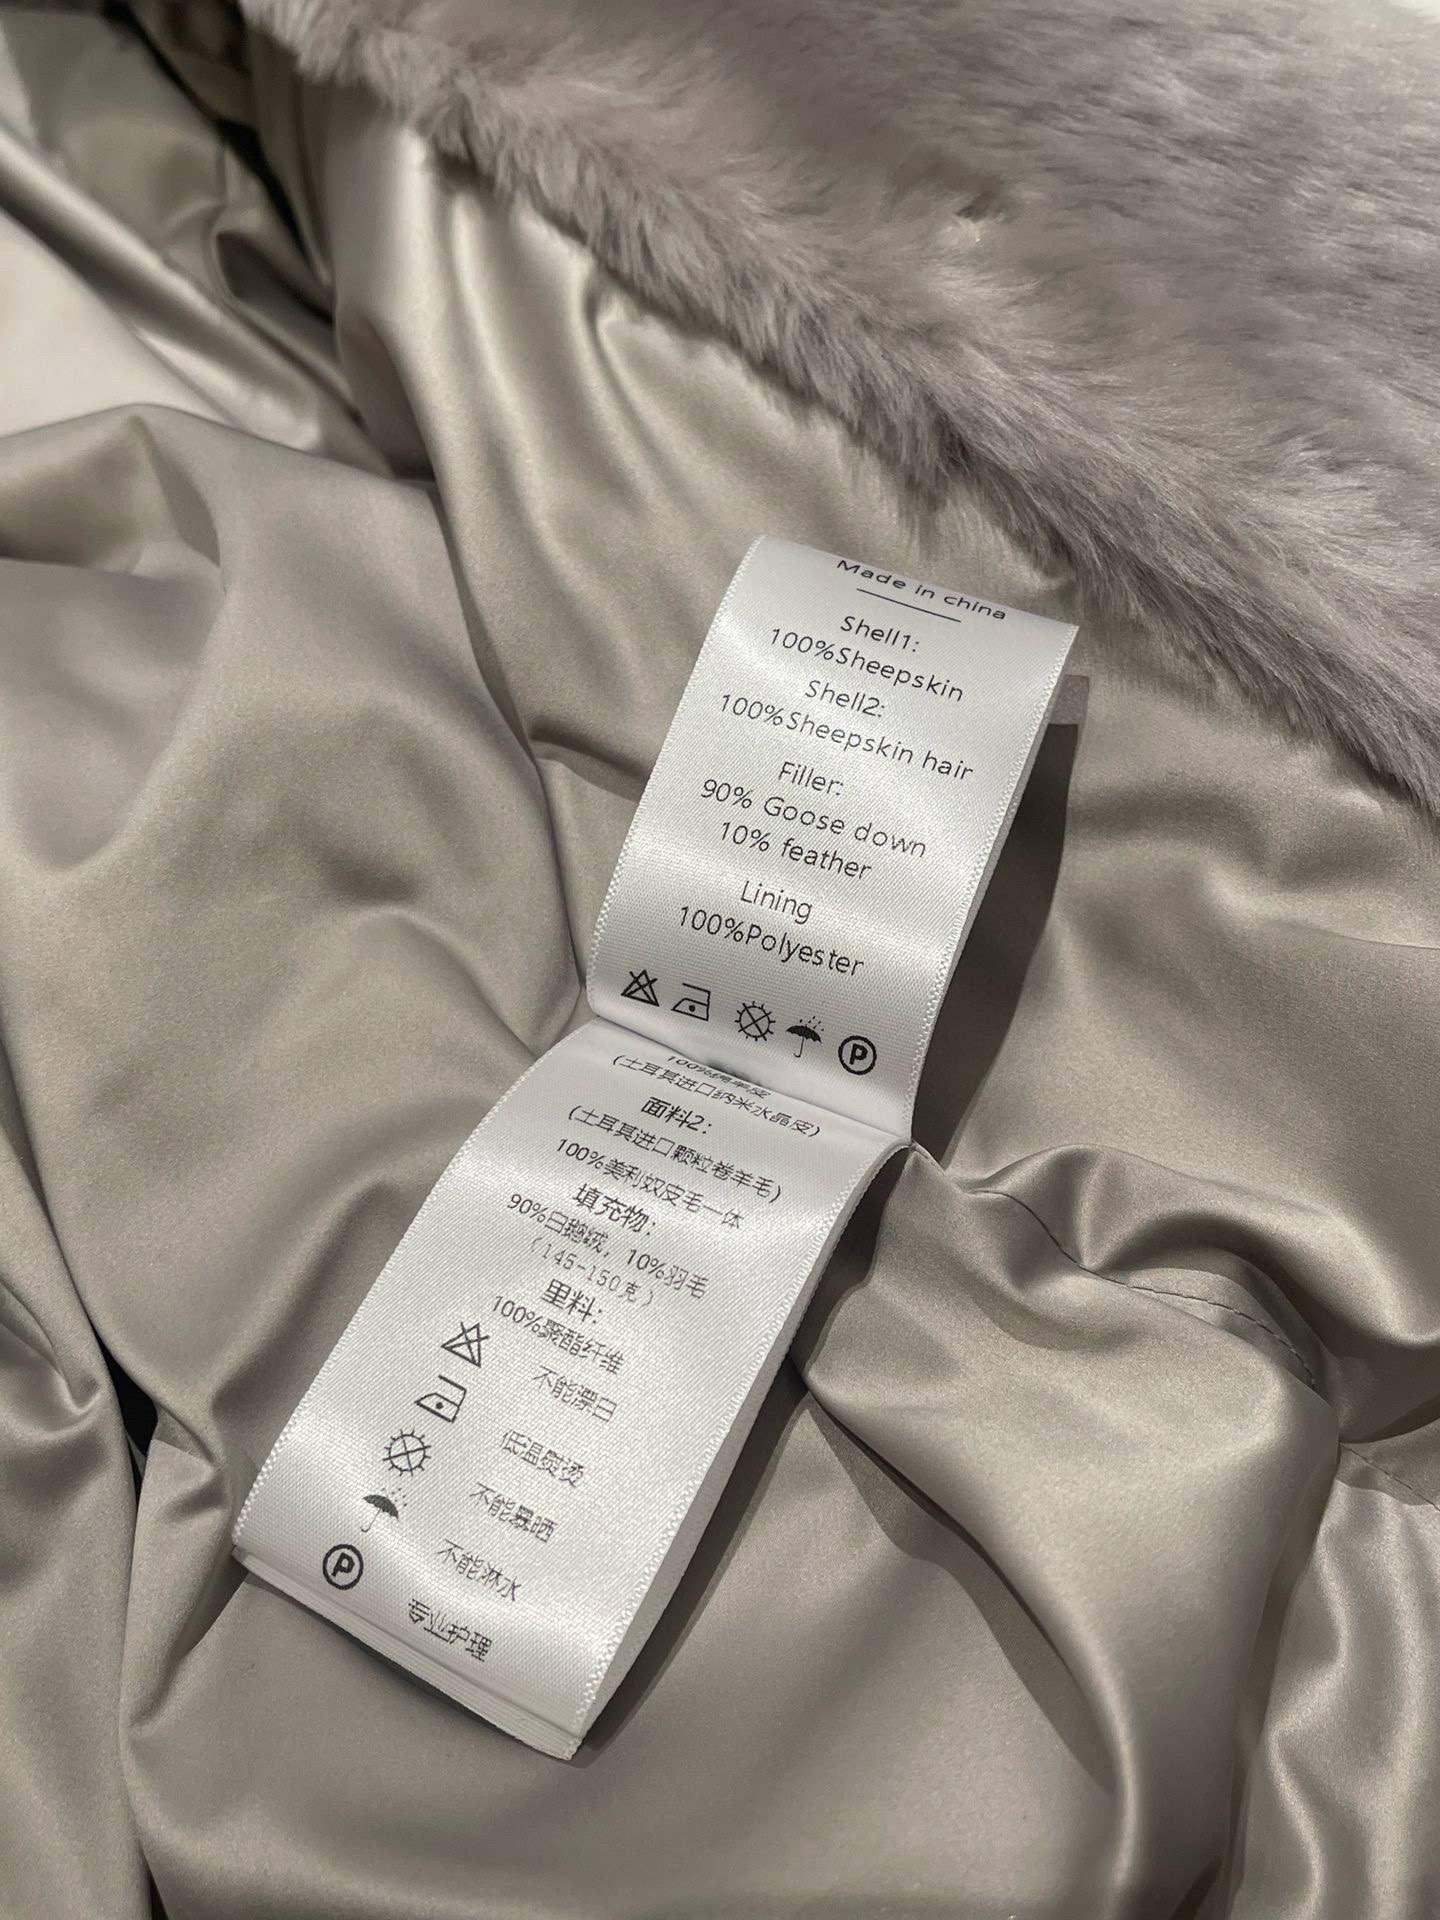 Made in china
Shell1:
100%Sheepskin
Shell2:
100%Sheepskin hair
Filler:
90% Goose down
10% feather
Lining
100%Polyester
P
100%绵羊皮
(土耳其进口纳米水晶皮)
面料2:
(土耳其进口颗粒卷羊毛)
100%美利奴皮毛一体
填充物:
90%白鹅绒, 10%羽毛
(145-150克)
里料:
100%聚酯纤维
不能漂白
低温熨烫
不能暴晒
不能淋水
P
专业护理